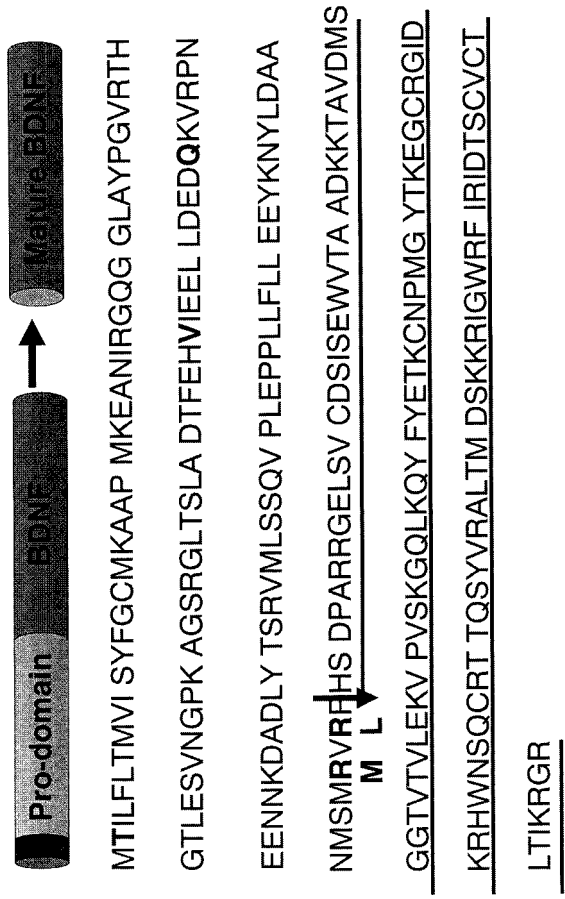 Pro-domain BDNF Mature BDNF
MTILFLTMVI SYFGCMKAAP MKEANIRGQG GLAYPGVRTH
GTLESVNGPK AGSRGLTSLA DTFEHVIEEL LDEDQKVRPN
EENNKDADLY TSRVMLSSQV PLEPPLLFLL EEYKNYLDAA
NMSMRVRRHS DPARRGELSV CDSISEWVTA ADKKTAVDMS
M L
GGTVTVLEKV PVSKGQLKQY FYETKCNPMG YTKEGCRGID
KRHWNSQCRT TQSYVRALTM DSKKRIGWRF IRIDTSCVCT
LTIKRGR